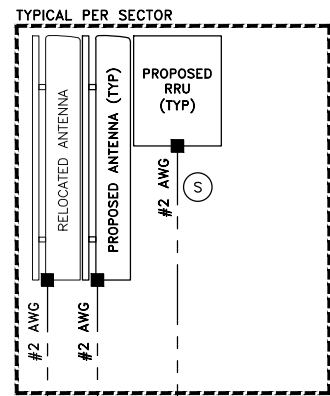 TYPICAL PER SECTOR
RELOCATED ANTENNA
PROPOSED ANTENNA (TYP)
PROPOSED
RRU
(TYP)
#2 AWG
S
#2 AWG
#2 AWG